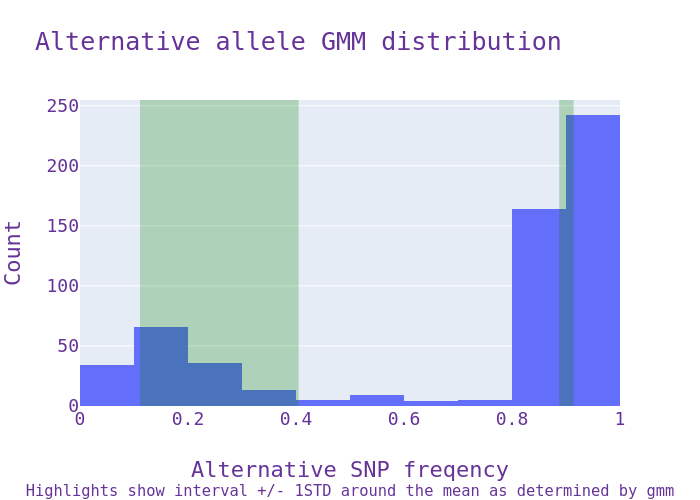 Alternative allele GMM distribution
250
200
150
100
50
0
Count
0 0.2 0.4 0.6 0.8 1
Alternative SNP freqency
Highlights show interval +/- 1STD around the mean as determined by gmm